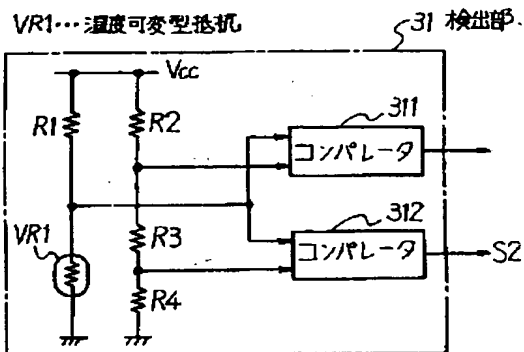 VR1…温度可変型抵抗
31 検出部
Vcc
R1
R2
311
コンパレータ
VR1
R3
312
コンパレータ
S2
R4